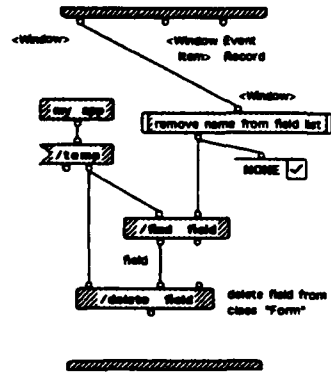 <Window>
<Window Event
Item> Record
<Window>
my app
remove name from field list
/temp
NONE
/find field
field
/delete field
delete field from
class "Form"